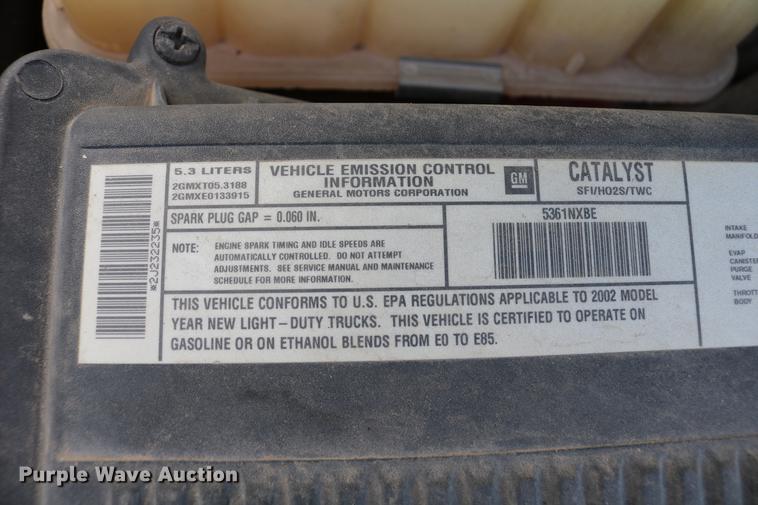 *2J232235*
5.3 LITERS
2GMXT05.3188
2GMXE0133915
VEHICLE EMISSION CONTROL
INFORMATION
GENERAL MOTORS CORPORATION
GM
CATALYST
SFI/HO2S/TWC
SPARK PLUG GAP = 0.060 IN.
5361NXBE
NOTE: ENGINE SPARK TIMING AND IDLE SPEEDS ARE
AUTOMATICALLY CONTROLLED. DO NOT ATTEMPT
ADJUSTMENTS. SEE SERVICE MANUAL AND MAINTENANCE
SCHEDULE FOR MORE INFORMATION.
THIS VEHICLE CONFORMS TO U.S. EPA REGULATIONS APPLICABLE TO 2002 MODEL
YEAR NEW LIGHT-DUTY TRUCKS. THIS VEHICLE IS CERTIFIED TO OPERATE ON
GASOLINE OR ON ETHANOL BLENDS FROM E0 TO E85.
INTAKE
MANIFOLD
EVAP
CANISTER
PURGE
VALVE
THROTT
BODY
Purple Wave Auction